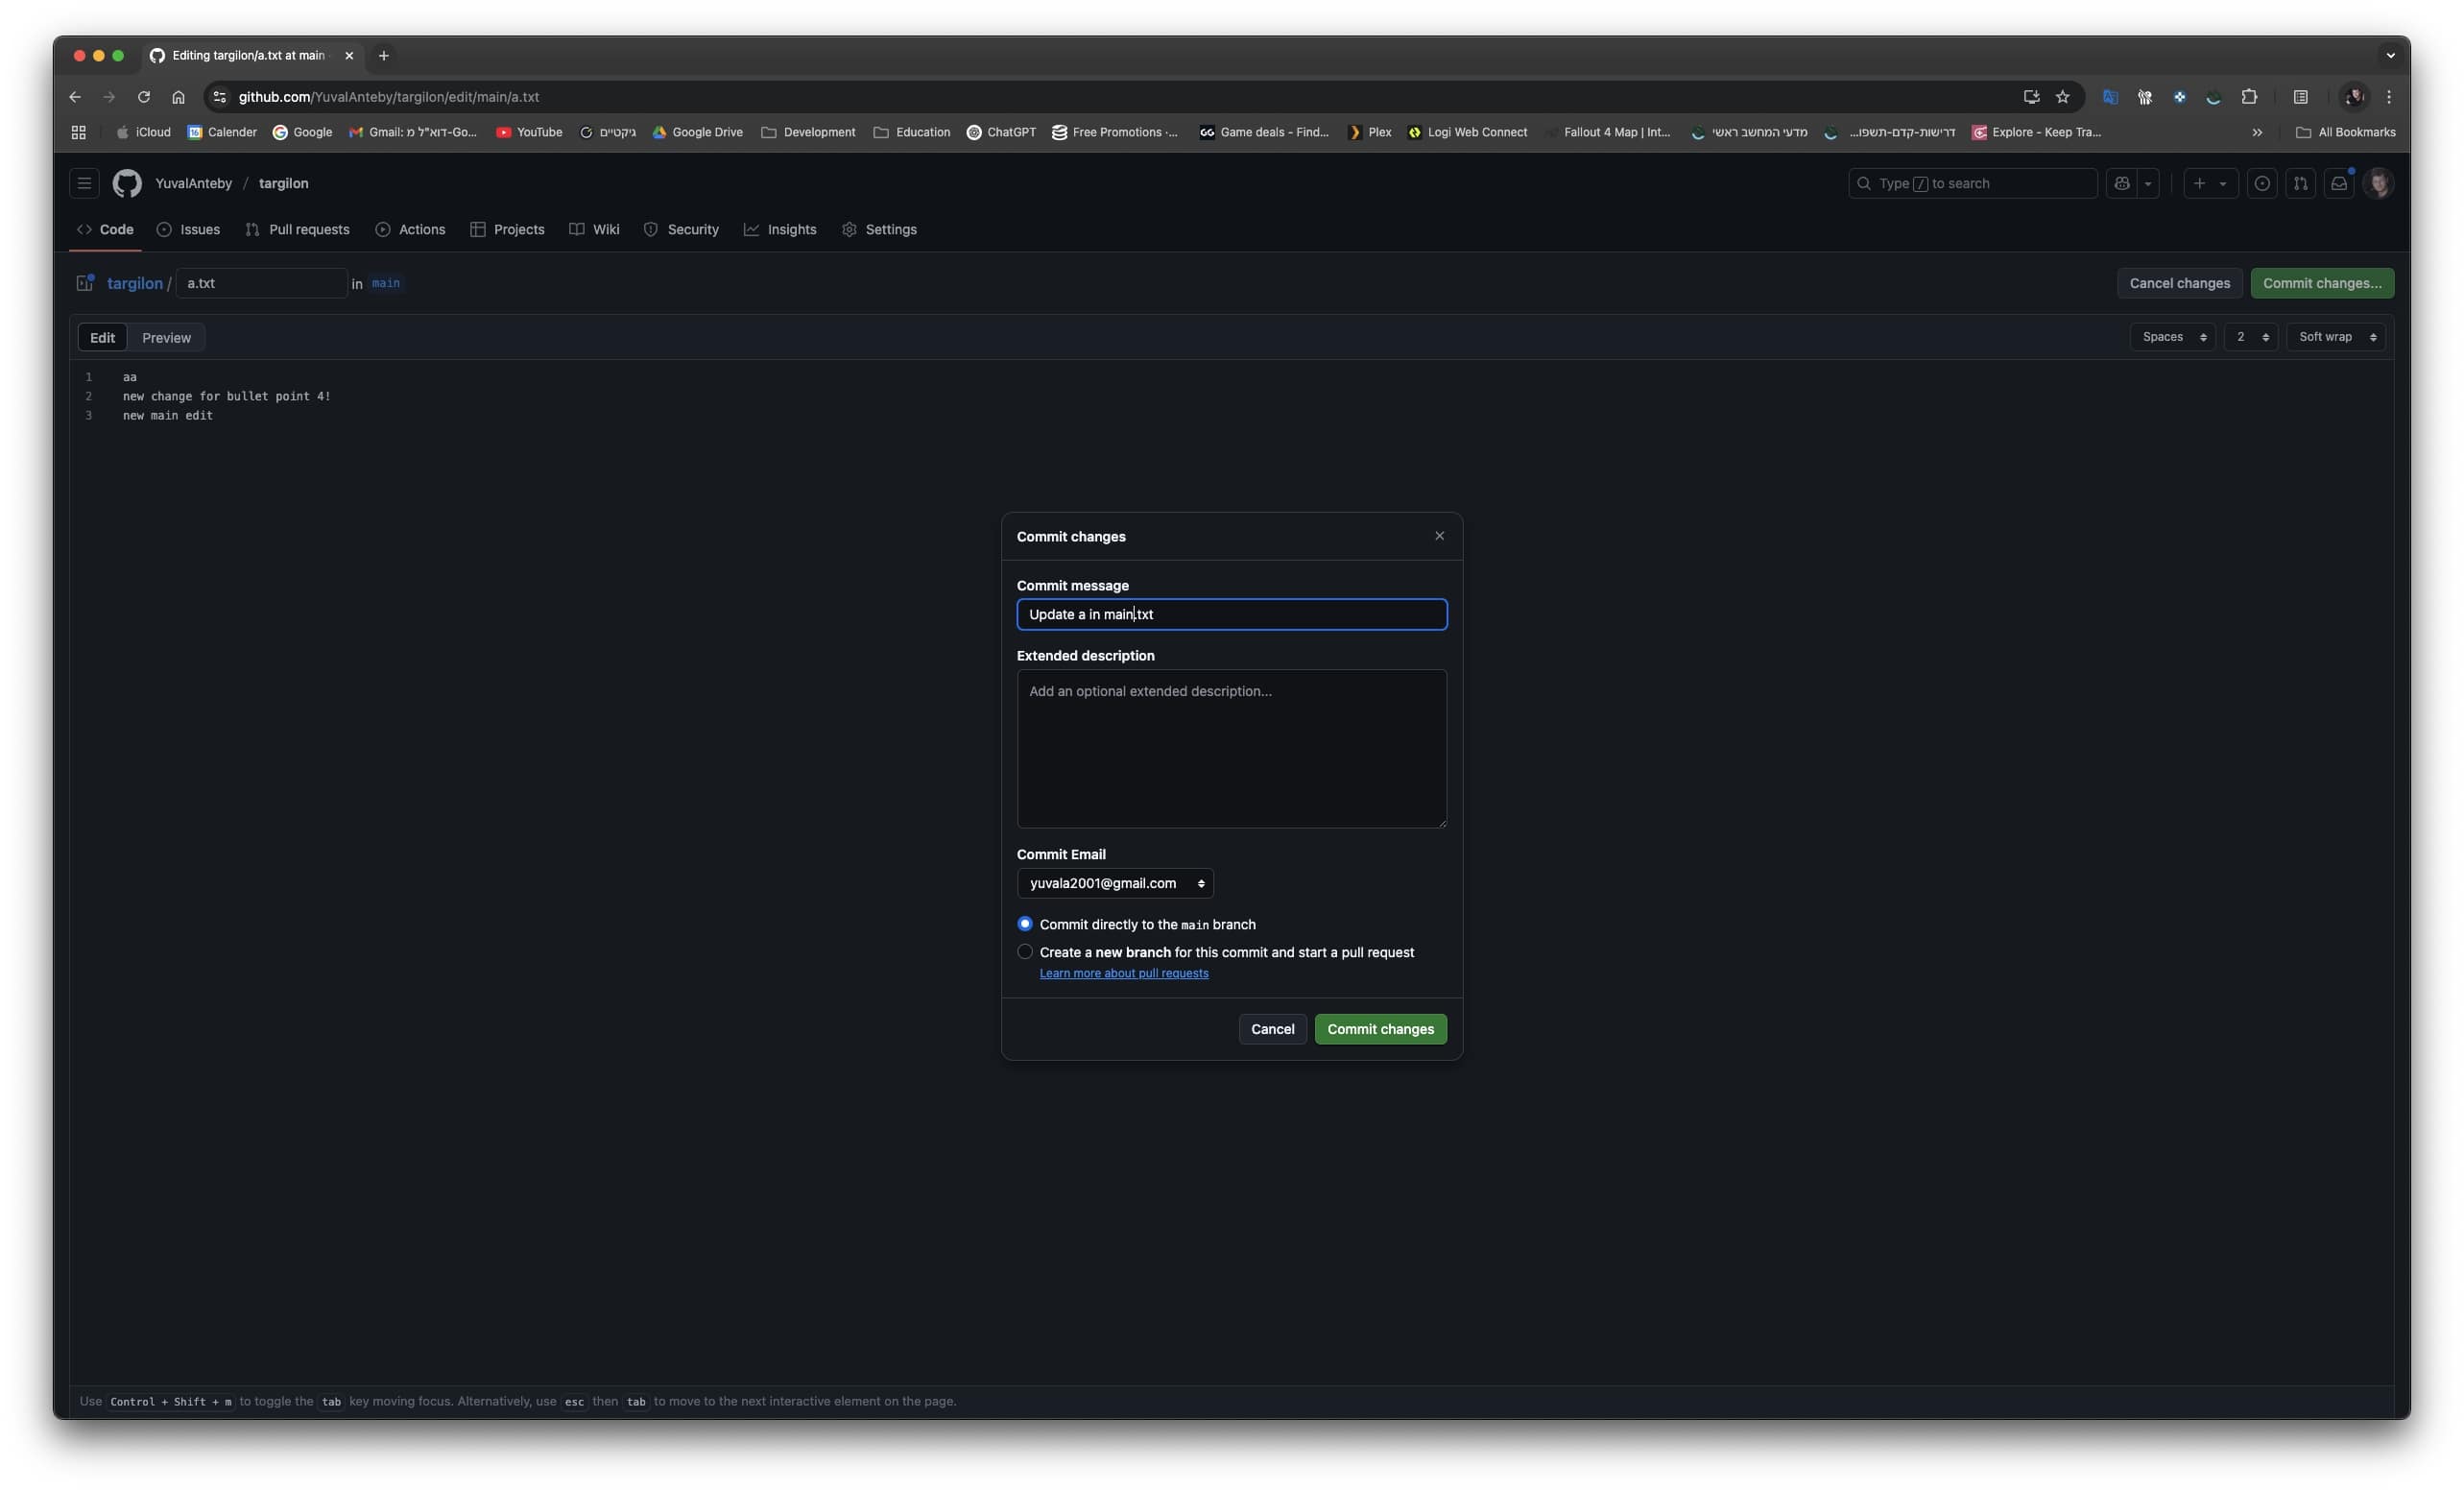 Editing targilon/a.txt at main
github.com/YuvalAnteby/targilon/edit/main/a.txt
iCloud
Calender
Google
Gmail: דוא"ל מ-Go...
YouTube
גיקטיים
Google Drive
Development
Education
ChatGPT
Free Promotions -...
GG Game deals - Find...
Plex
Logi Web Connect
Fallout 4 Map | Int...
מדעי המחשב ראשי
דרישות-קדם-תשפו...
Explore - Keep Tra...
All Bookmarks
YuvalAnteby / targilon
Type / to search
Code
Issues
Pull requests
Actions
Projects
Wiki
Security
Insights
Settings
targilon / a.txt in main
Cancel changes
Commit changes...
Edit
Preview
Spaces
2
Soft wrap
1 aa
2 new change for bullet point 4!
3 new main edit
Commit changes
Commit message
Update a in main.txt
Extended description
Add an optional extended description...
Commit Email
yuvala2001@gmail.com
Commit directly to the main branch
Create a new branch for this commit and start a pull request
Learn more about pull requests
Cancel
Commit changes
Use Control + Shift + m to toggle the tab key moving focus. Alternatively, use esc then tab to move to the next interactive element on the page.